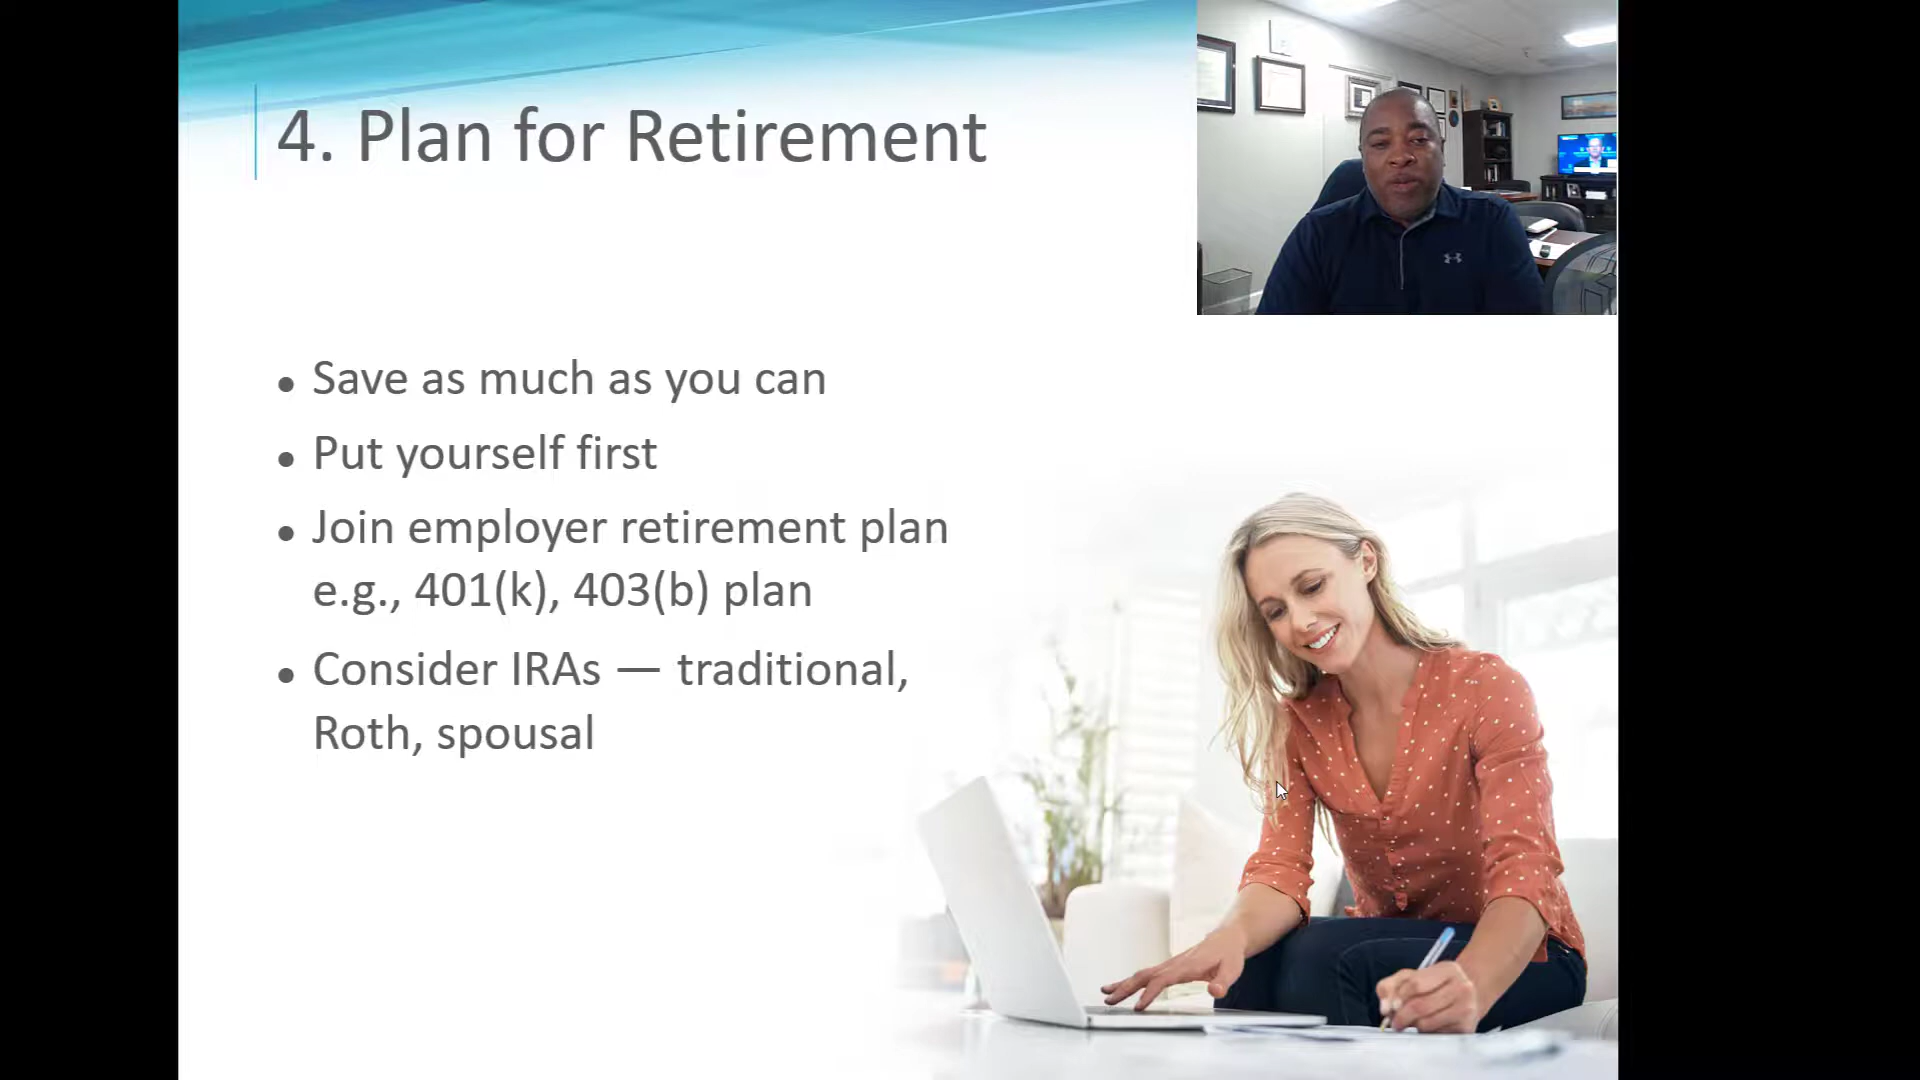 4. Plan for Retirement
• Save as much as you can
• Put yourself first
• Join employer retirement plan
e.g., 401(k), 403(b) plan
• Consider IRAs — traditional,
Roth, spousal